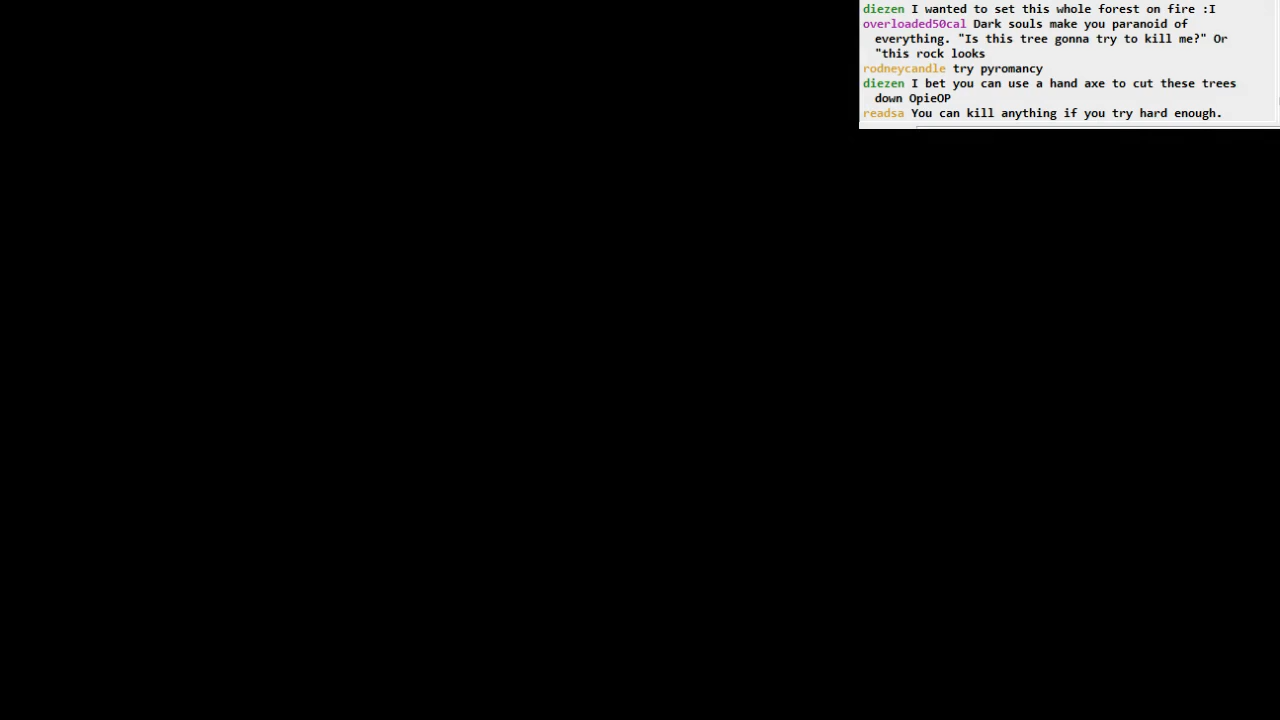 diezen I wanted to set this whole forest on fire :I
overloaded50cal Dark souls make you paranoid of
everything. "Is this tree gonna try to kill me?" Or
"this rock looks
rodneycandle try pyromancy
diezen I bet you can use a hand axe to cut these trees
down OpieOP
readsa You can kill anything if you try hard enough.